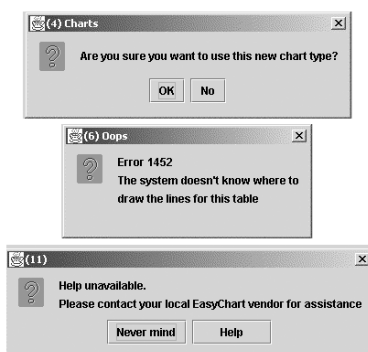 (4) Charts
Are you sure you want to use this new chart type?
OK No
(6) Oops
Error 1452
The system doesn't know where to
draw the lines for this table
(11)
Help unavailable.
Please contact your local EasyChart vendor for assistance
Never mind Help